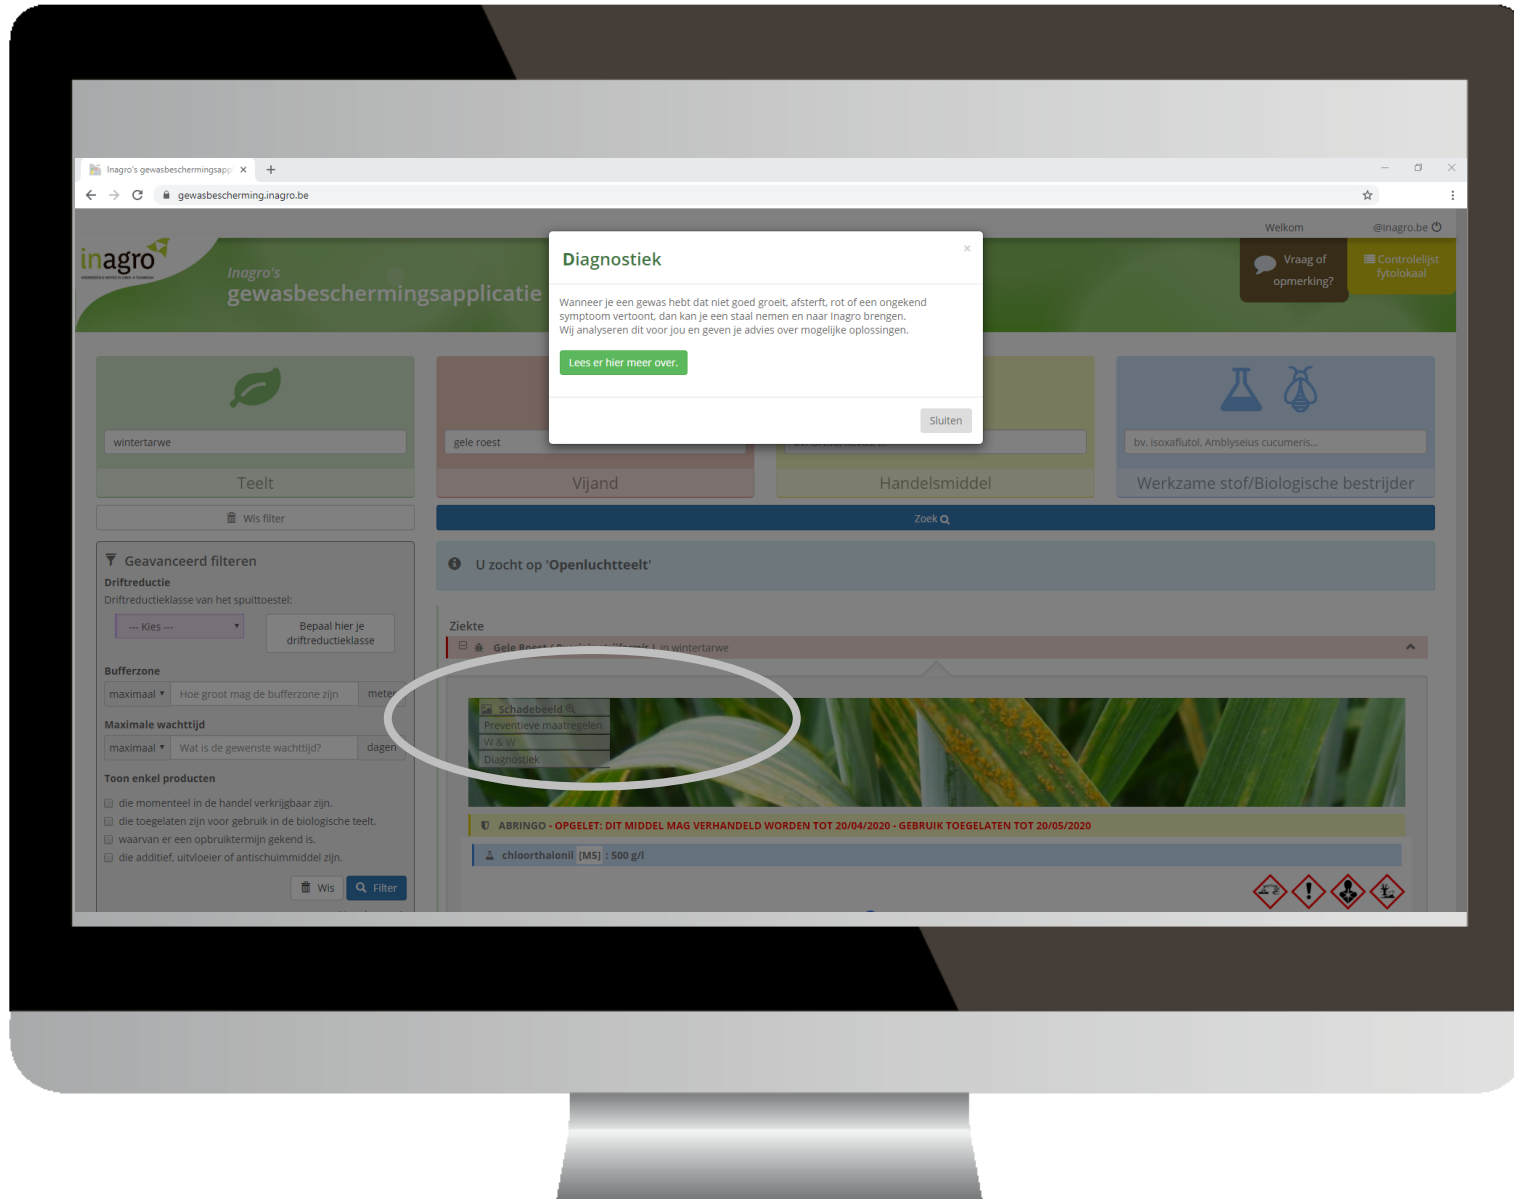 Inagro's gewasbeschermingsapp
gewasbescherming.inagro.be
Welkom @inagro.be
inagro
Inagro's
gewasbeschermingsapplicatie
Vraag of
opmerking?
Controlelijst
fytolokaal
Diagnostiek
Wanneer je een gewas hebt dat niet goed groeit, afsterft, rot of een ongekend
symptoom vertoont, dan kan je een staal nemen en naar Inagro brengen.
Wij analyseren dit voor jou en geven je advies over mogelijke oplossingen.
Lees er hier meer over.
Sluiten
wintertarwe
Teelt
gele roest
Vijand
Handelsmiddel
bv. isoxaflutol, Amblyseius cucumeris...
Werkzame stof/Biologische bestrijder
Wis filter
Zoek
Geavanceerd filteren
Driftreductie
Driftreductieklasse van het spuittoestel:
--- Kies ---
Bepaal hier je
driftreductieklasse
Bufferzone
maximaal Hoe groot mag de bufferzone zijn meter
Maximale wachttijd
maximaal Wat is de gewenste wachttijd? dagen
Toon enkel producten
die momenteel in de handel verkrijgbaar zijn.
die toegelaten zijn voor gebruik in de biologische teelt.
waarvan er een opbruiktermijn gekend is.
die additief, uitvloeier of antischuimmiddel zijn.
Wis Filter
U zocht op 'Openluchtteelt'
Ziekte
Gele Roest in wintertarwe
Schadebeeld
Preventieve maatregelen
W & W
Diagnostiek
ABRINGO - OPGELET: DIT MIDDEL MAG VERHANDELD WORDEN TOT 20/04/2020 - GEBRUIK TOEGELATEN TOT 20/05/2020
chloorthalonil [M5] : 500 g/l